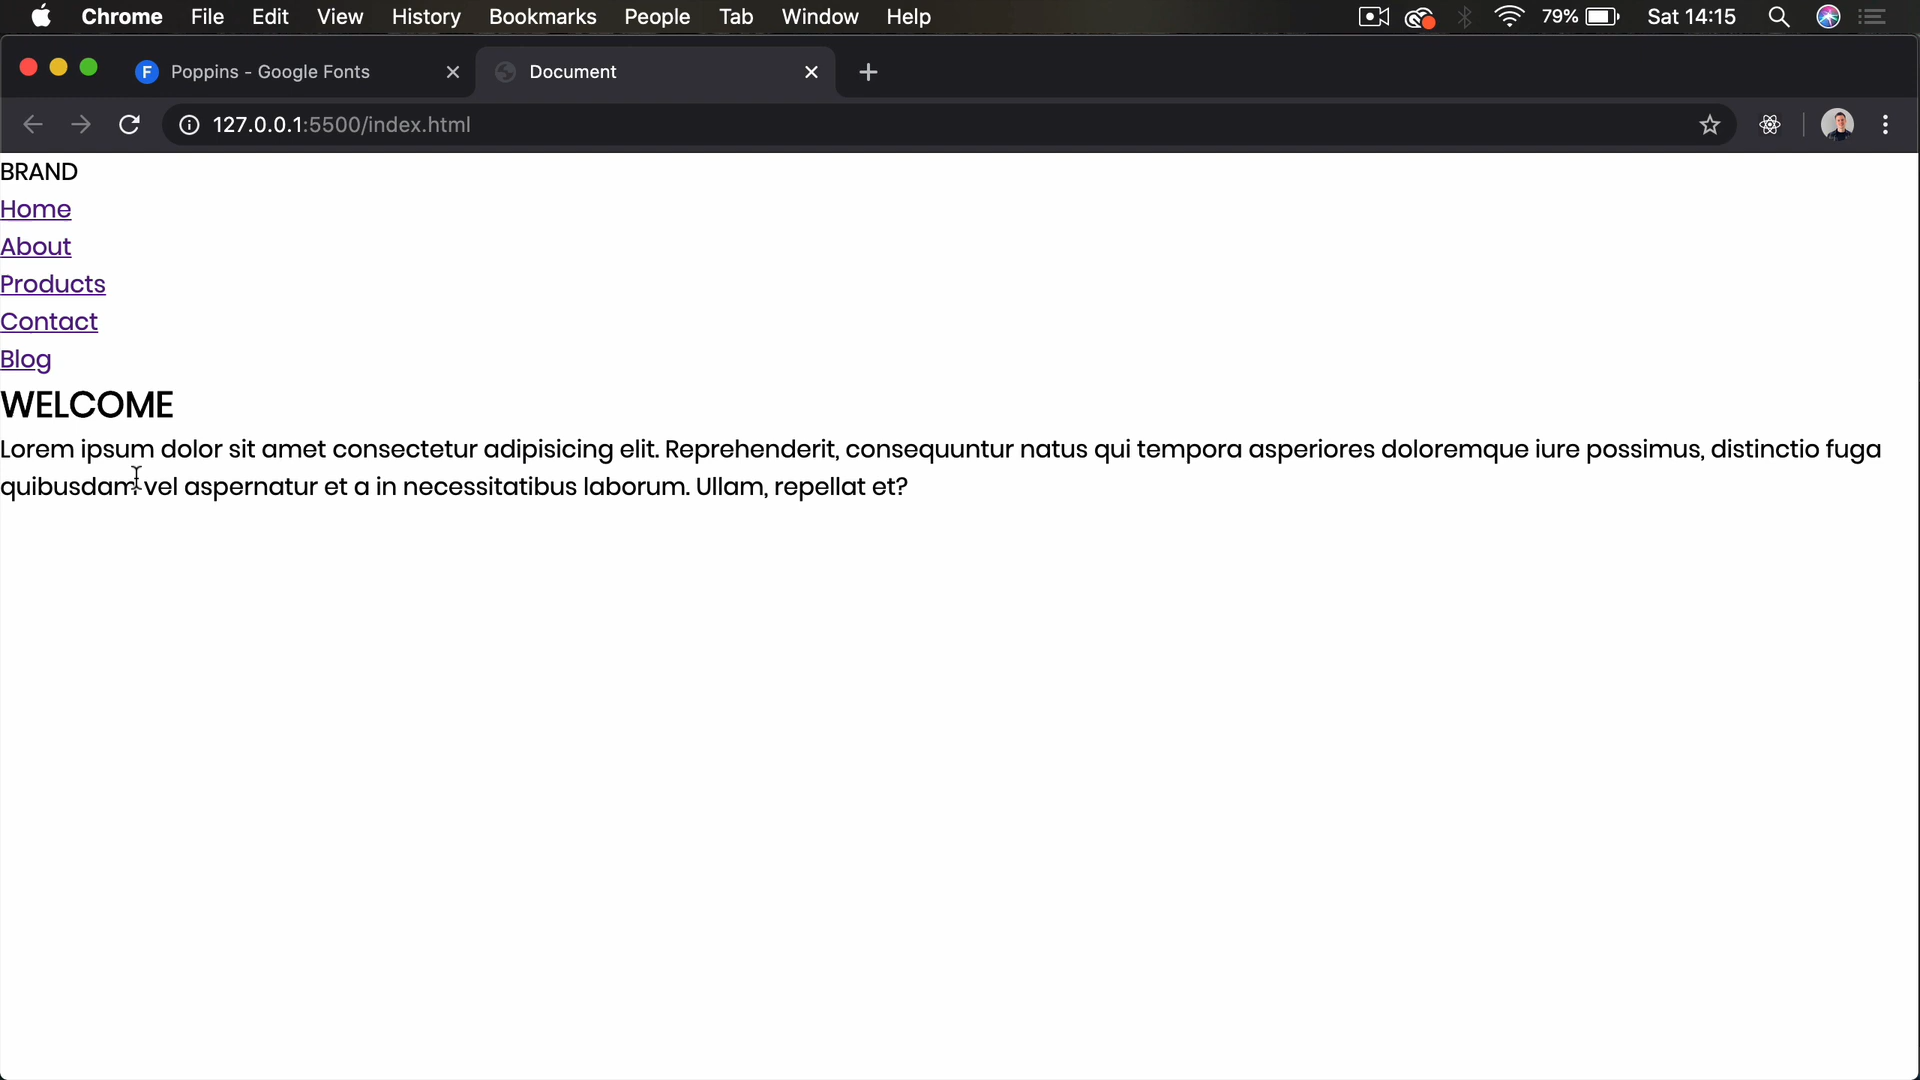 Chrome File Edit View History Bookmarks People Tab Window Help 79% Sat 14:15
F Poppins - Google Fonts Document
127.0.0.1:5500/index.html
BRAND
Home
About
Products
Contact
Blog
WELCOME
Lorem ipsum dolor sit amet consectetur adipisicing elit. Reprehenderit, consequuntur natus qui tempora asperiores doloremque iure possimus, distinctio fuga
quibusdam vel aspernatur et a in necessitatibus laborum. Ullam, repellat et?